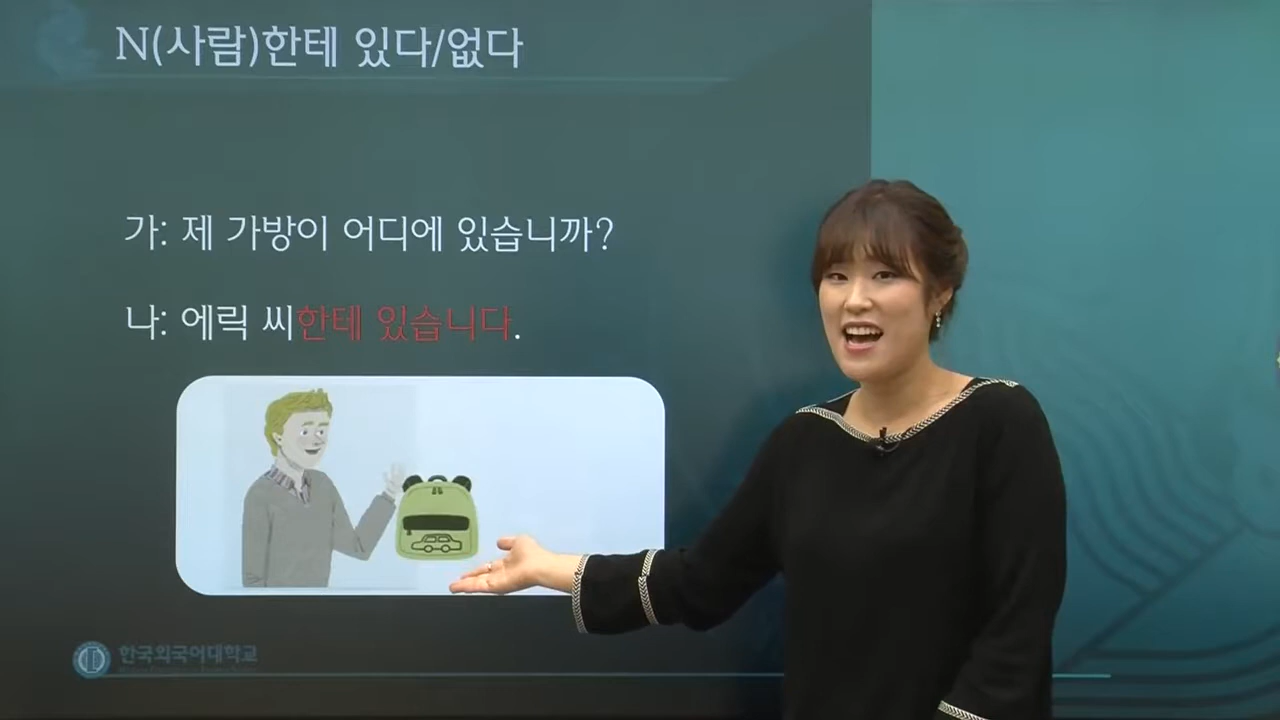 N(사람)한테 있다/없다
가: 제 가방이 어디에 있습니까?
나: 에릭 씨한테 있습니다.
한국외국어대학교